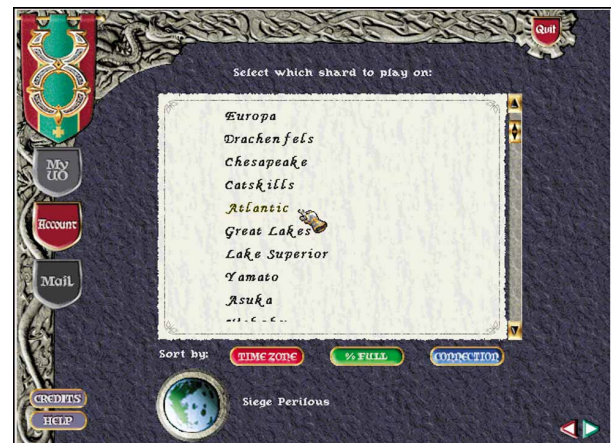 Quit
Select which shard to play on:
Europa
Drachenfels
Chesapeake
Catskills
Atlantic
Great Lakes
Lake Superior
Yamato
Asuka
My
UO
Account
Mail
Sort by:
TIME ZONE
% FULL
CONNECTION
Siege Perilous
CREDITS
HELP